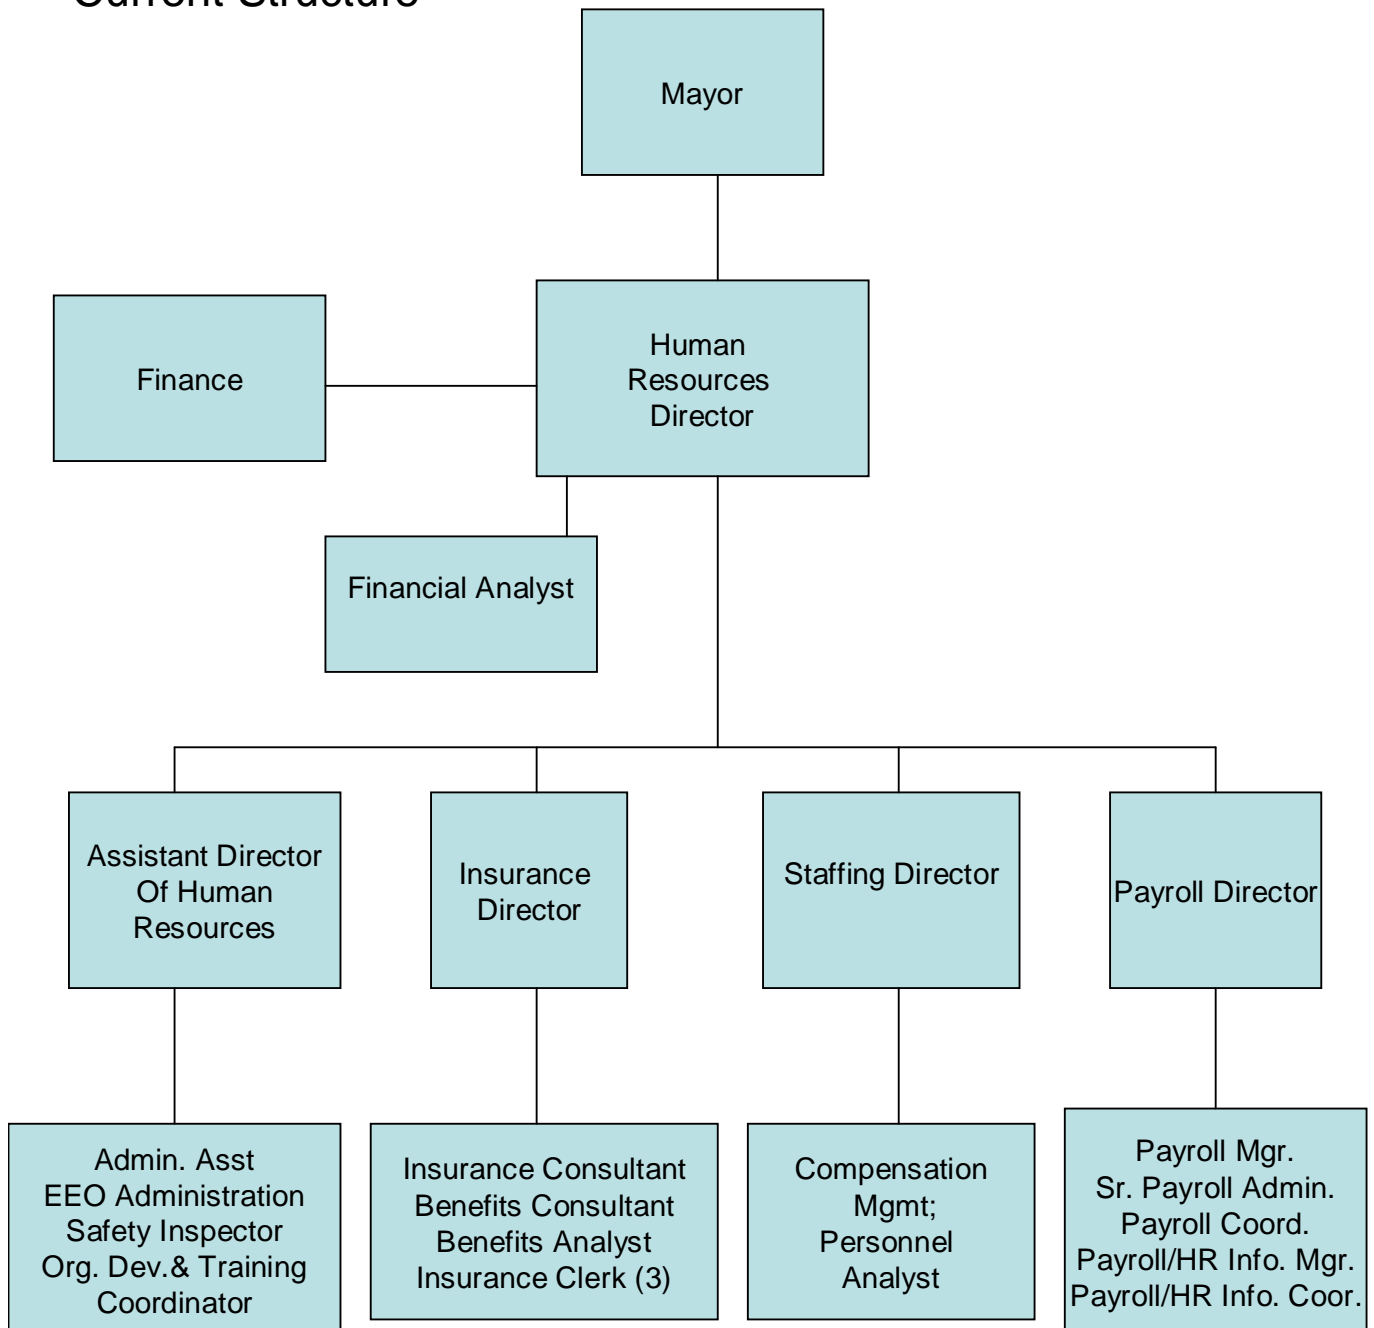 Current Structure
Mayor
Finance
Human
Resources
Director
Financial Analyst
Assistant Director
Of Human
Resources
Insurance
Director
Staffing Director
Payroll Director
Admin. Asst
EEO Administration
Safety Inspector
Org. Dev.& Training
Coordinator
Insurance Consultant
Benefits Consultant
Benefits Analyst
Insurance Clerk (3)
Compensation
Mgmt;
Personnel
Analyst
Payroll Mgr.
Sr. Payroll Admin.
Payroll Coord.
Payroll/HR Info. Mgr.
Payroll/HR Info. Coor.